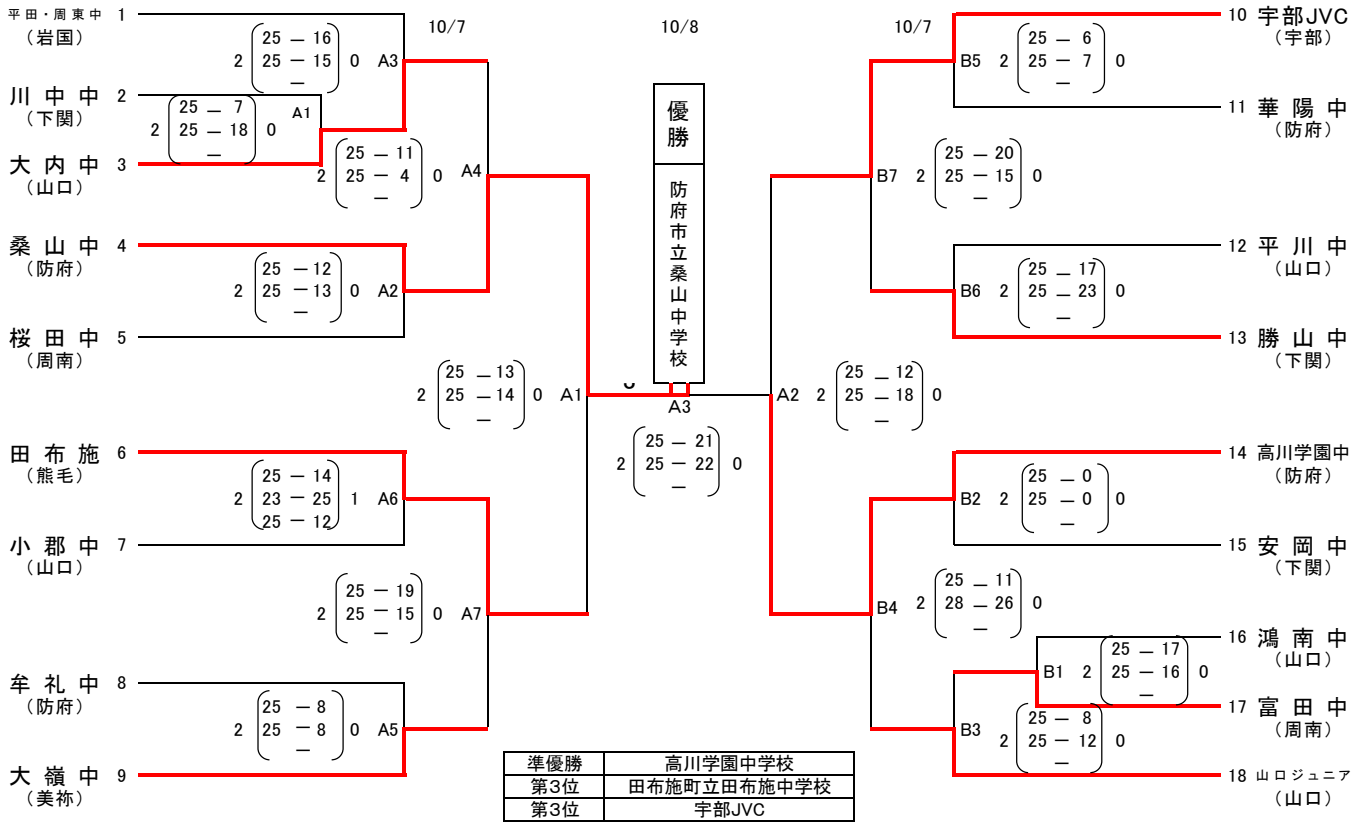 10/7
10/8
10/7
平田・周東中 1
（岩国）
川中中 2
（下関）
大内中 3
（山口）
桑山中 4
（防府）
桜田中 5
（周南）
田布施 6
（熊毛）
小郡中 7
（山口）
牟礼中 8
（防府）
大嶺中 9
（美祢）
25 － 16
2 25 － 15 0 A3
－
A1
25 － 7
2 25 － 18 0
－
25 － 11
2 25 － 4 0 A4
－
25 － 12
2 25 － 13 0 A2
－
25 － 13
2 25 － 14 0 A1
－
25 － 14
2 23 － 25 1 A6
25 － 12
25 － 19
2 25 － 15 0 A7
－
25 － 8
2 25 － 8 0 A5
－
優勝
防府市立桑山中学校
A3
25 － 21
2 25 － 22 0
－
10 宇部JVC
（宇部）
11 華陽中
（防府）
12 平川中
（山口）
13 勝山中
（下関）
14 高川学園中
（防府）
15 安岡中
（下関）
16 鴻南中
（山口）
17 富田中
（周南）
18 山口ジュニア
（山口）
25 － 6
B5 2 25 － 7 0
－
25 － 20
B7 2 25 － 15 0
－
25 － 17
B6 2 25 － 23 0
－
25 － 12
A2 2 25 － 18 0
－
25 － 0
B2 2 25 － 0 0
－
25 － 11
B4 2 28 － 26 0
－
25 － 17
B1 2 25 － 16 0
－
25 － 8
B3 2 25 － 12 0
－
準優勝 高川学園中学校
第3位 田布施町立田布施中学校
第3位 宇部JVC